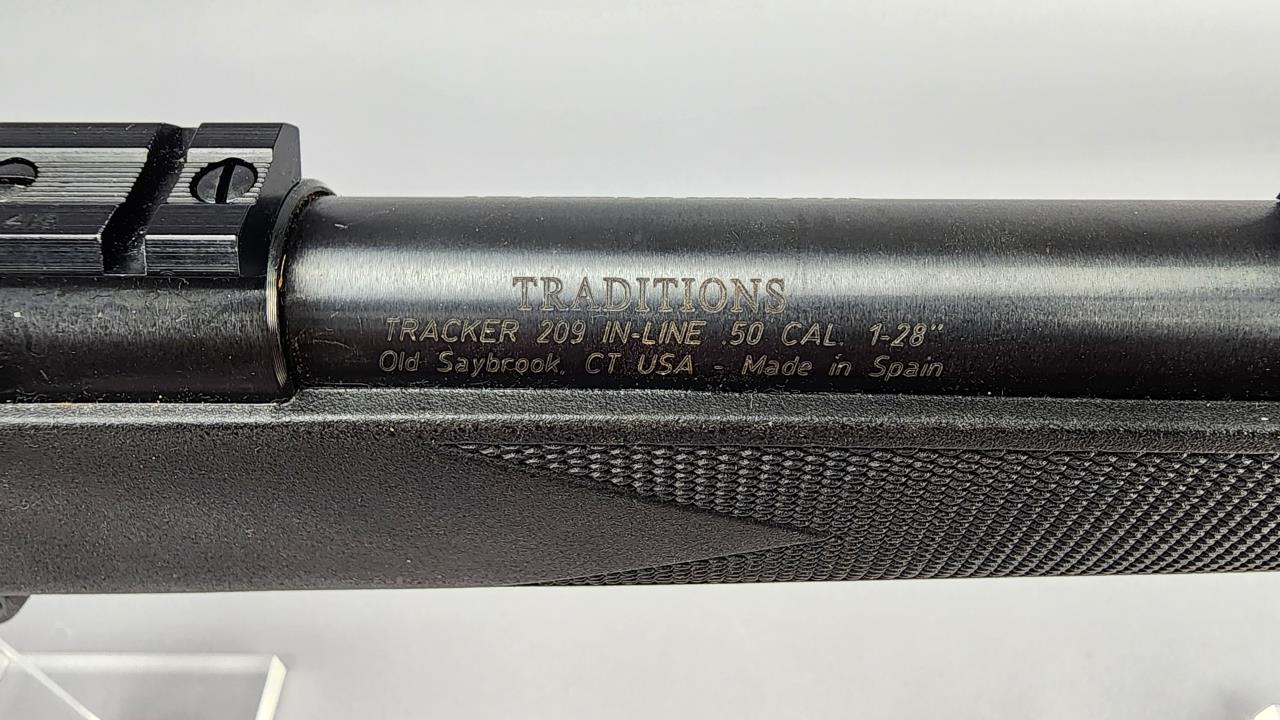 TRADITIONS
TRACKER 209 IN-LINE .50 CAL. 1-28"
Old Saybrook, CT USA - Made in Spain